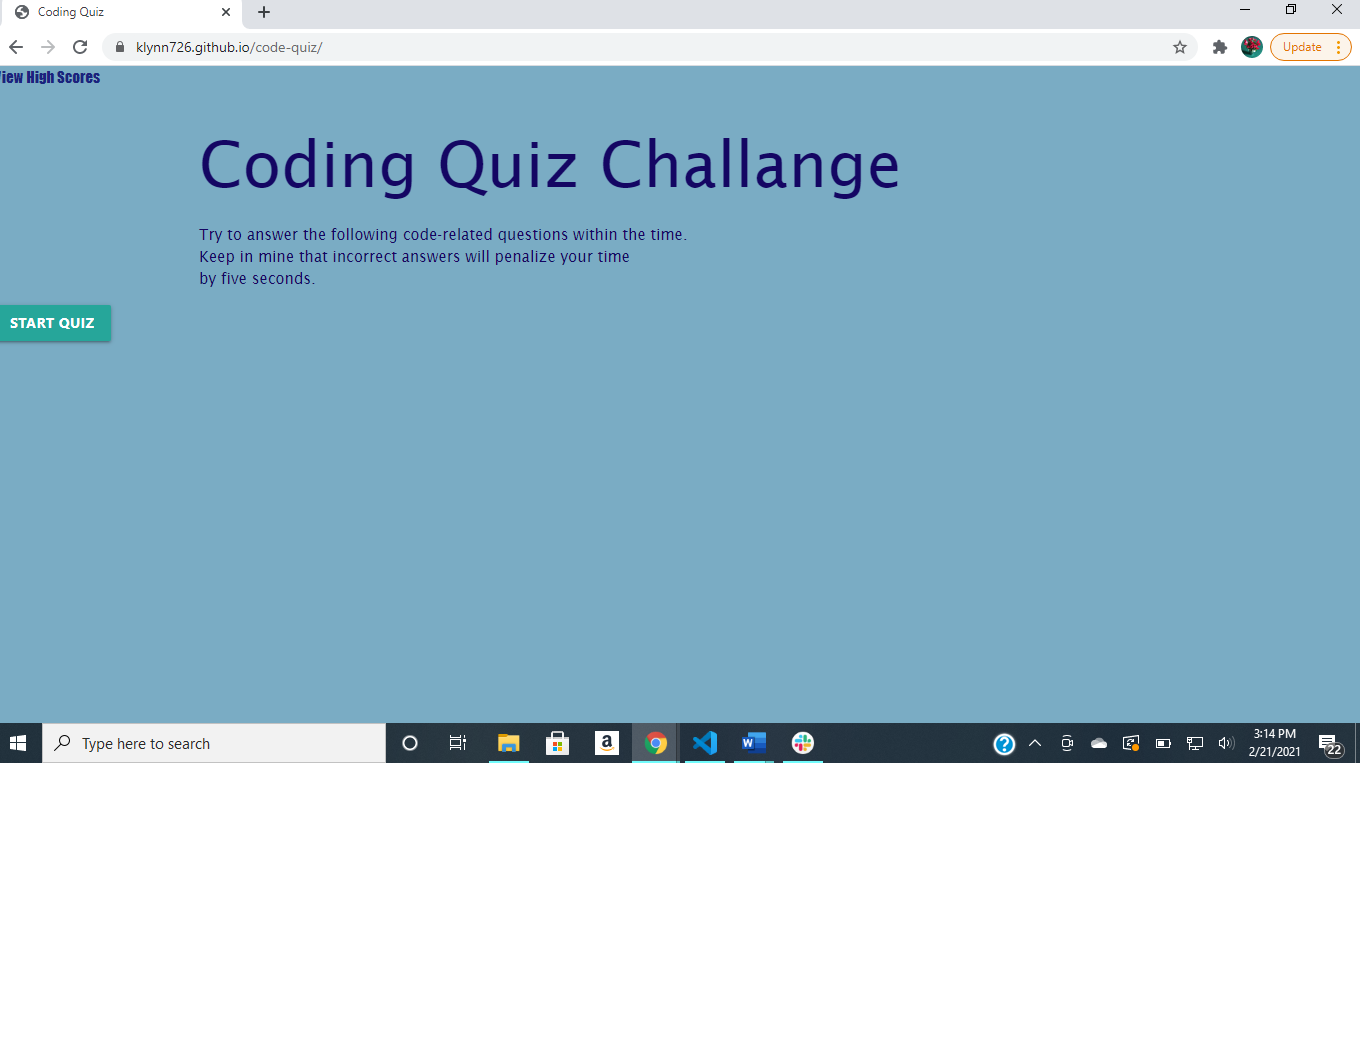 Coding Quiz
klynn726.github.io/code-quiz/
Update
View High Scores
Coding Quiz Challange
Try to answer the following code-related questions within the time.
Keep in mine that incorrect answers will penalize your time
by five seconds.
START QUIZ
Type here to search
3:14 PM
2/21/2021
22